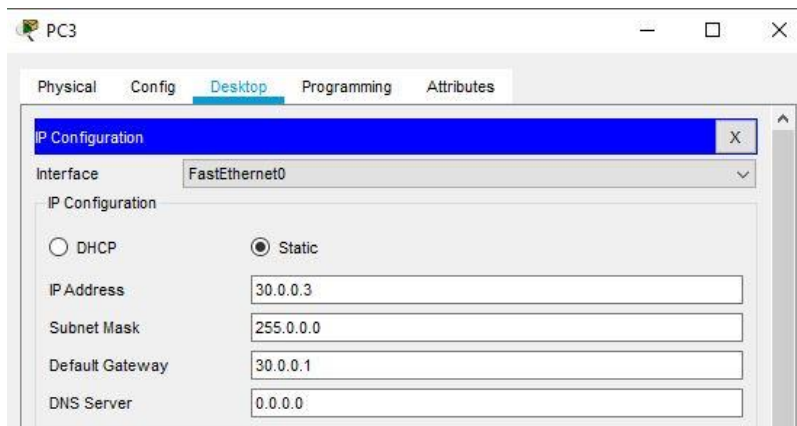 PC3
Physical Config Desktop Programming Attributes
IP Configuration X
Interface FastEthernet0
IP Configuration
DHCP Static
IP Address 30.0.0.3
Subnet Mask 255.0.0.0
Default Gateway 30.0.0.1
DNS Server 0.0.0.0